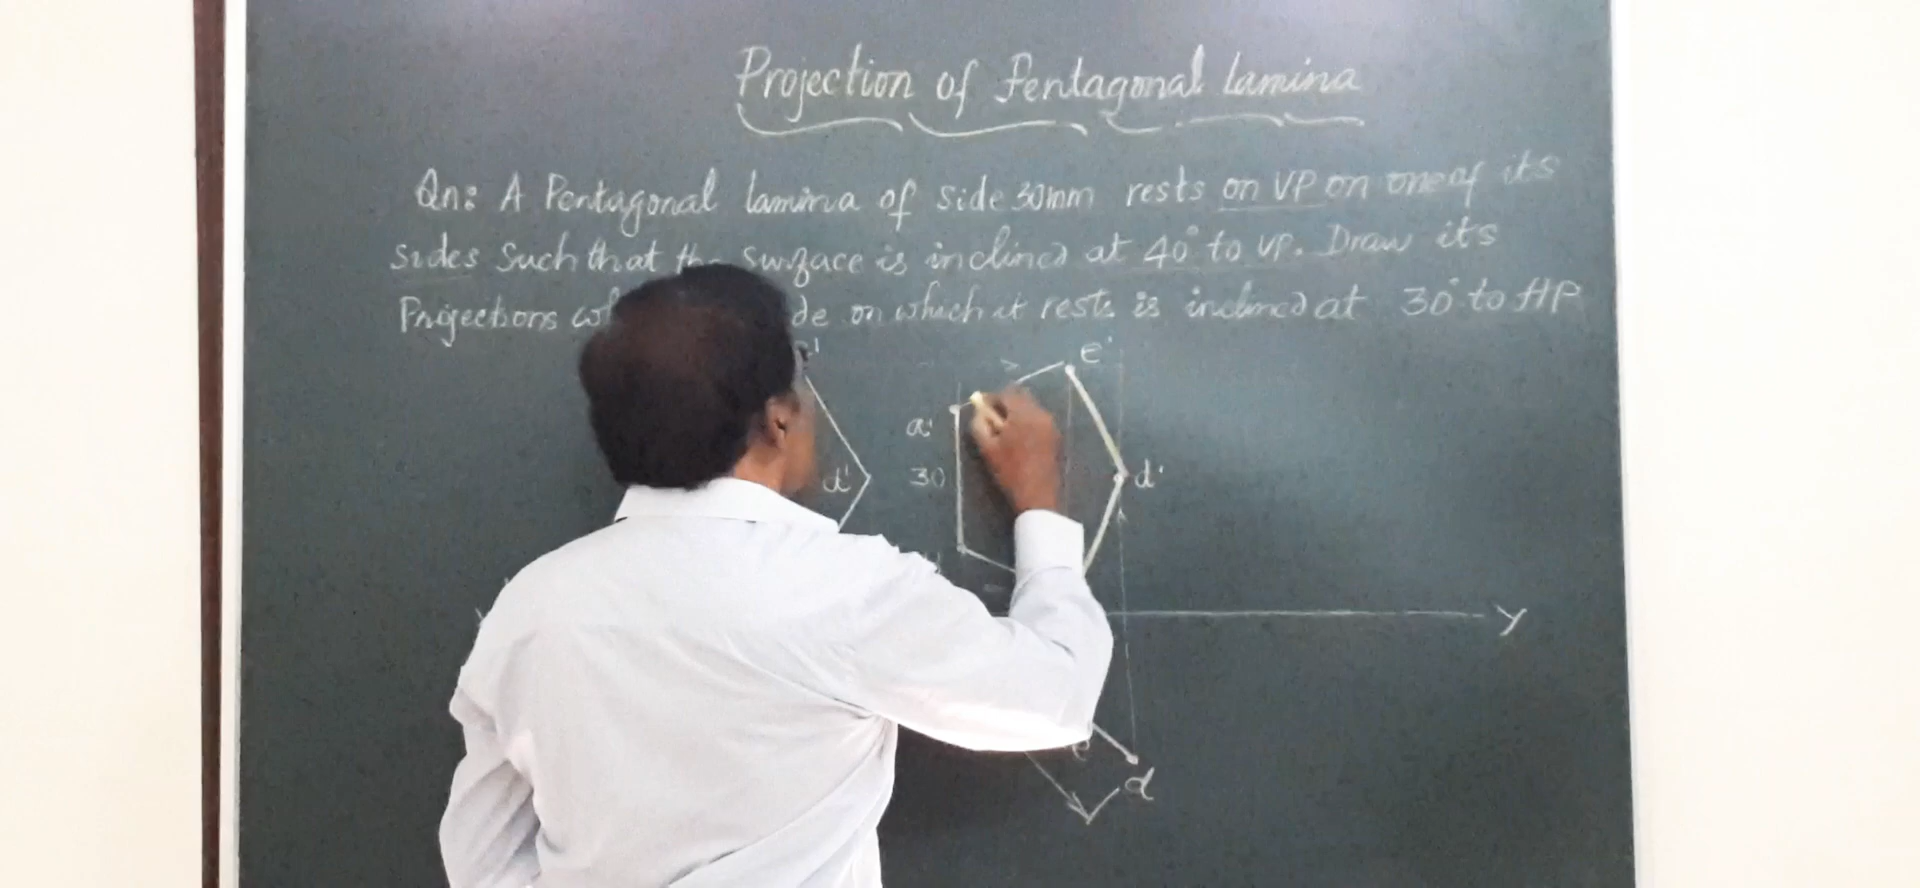 Projection of Pentagonal Lamina
Qn: A Pentagonal lamina of side 30mm rests on VP on one of its
sides Such that the surface is inclined at 40° to VP. Draw its
Projections on which it rests is inclined at 30° to HP
e'
a'
30
d'
d'
Y
e
d